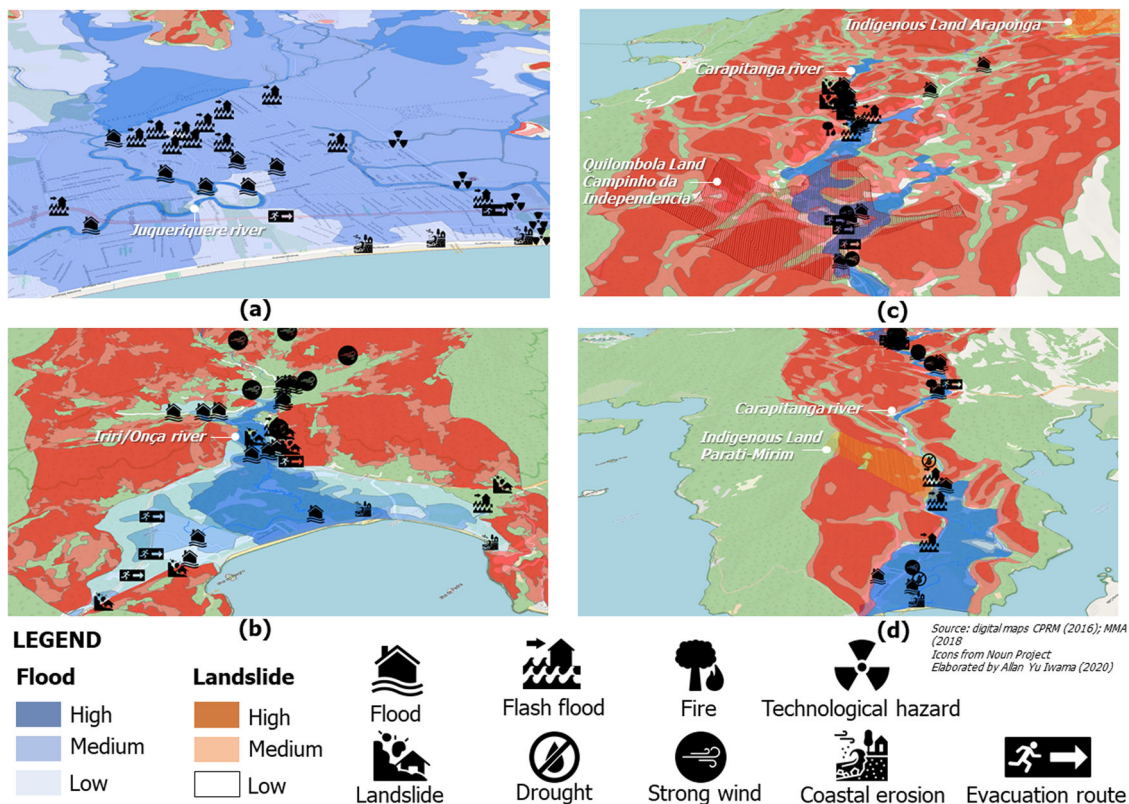 Juqueriquere river
(a)
Indigenous Land Araponga
Carapitanga river
Quilombola Land
Campinho da
Independencia
(c)
Iriri/Onça river
(b)
Carapitanga river
Indigenous Land
Parati-Mirim
(d)
Source: digital maps CPRM (2016); MMA
(2018
Icons from Noun Project
Elaborated by Allan Yu Iwama (2020)
LEGEND
Flood
High
Medium
Low
Landslide
High
Medium
Low
Flood
Flash flood
Fire
Technological hazard
Landslide
Drought
Strong wind
Coastal erosion
Evacuation route